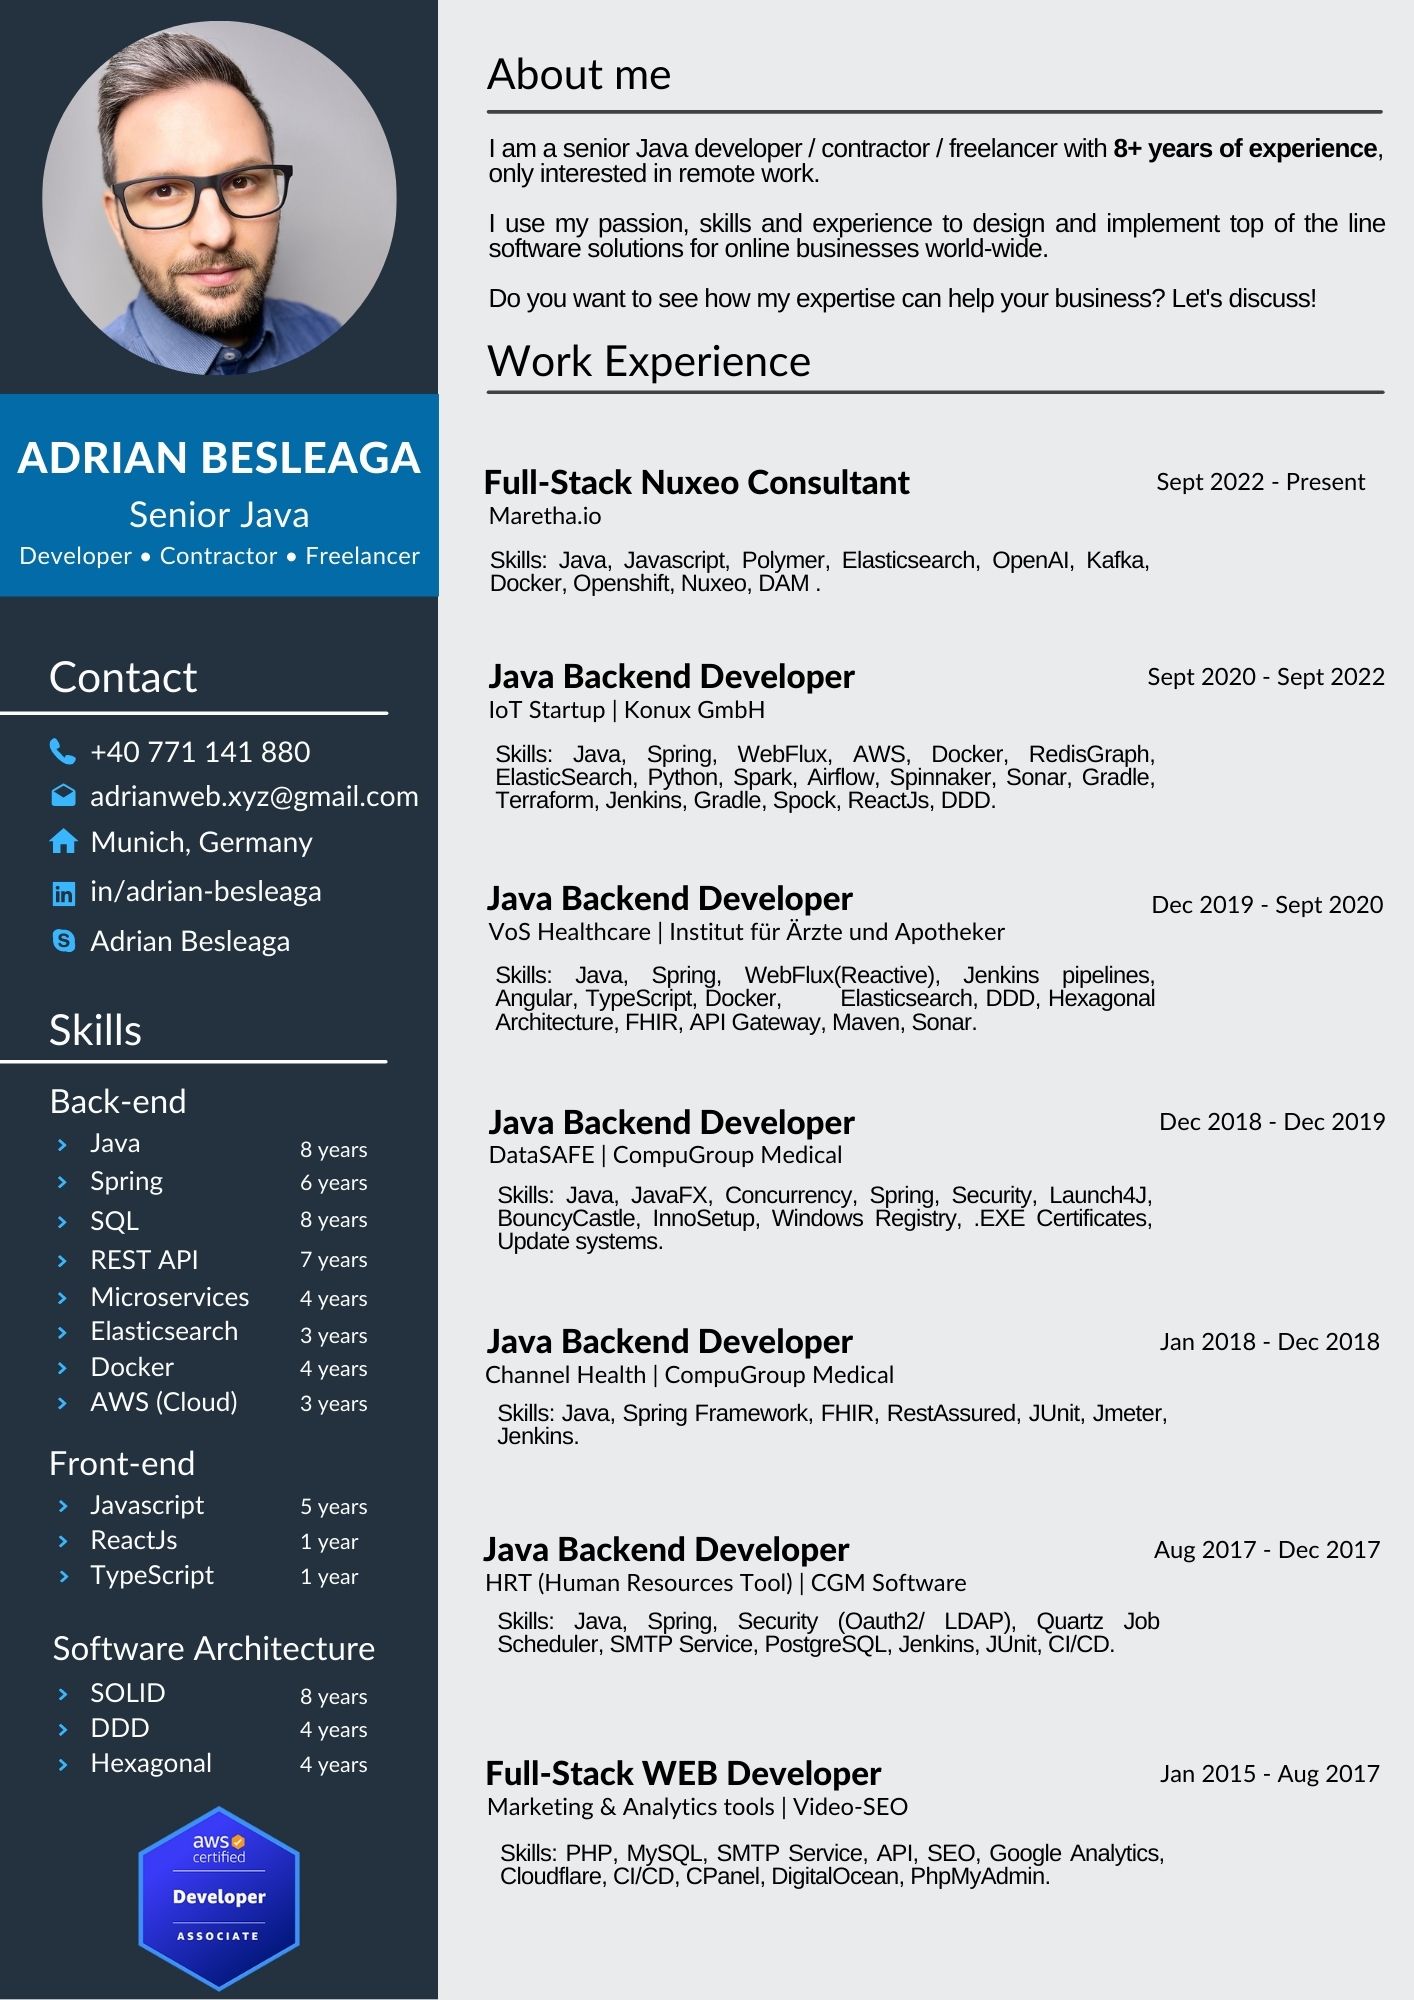 ADRIAN BESLEAGA
Senior Java
Developer • Contractor • Freelancer
Contact
+40 771 141 880
adrianweb.xyz@gmail.com
Munich, Germany
in/adrian-besleaga
Adrian Besleaga
Skills
Back-end
Java 8 years
Spring 6 years
SQL 8 years
REST API 7 years
Microservices 4 years
Elasticsearch 3 years
Docker 4 years
AWS (Cloud) 3 years
Front-end
Javascript 5 years
ReactJs 1 year
TypeScript 1 year
Software Architecture
SOLID 8 years
DDD 4 years
Hexagonal 4 years
aws
certified
Developer
ASSOCIATE
About me
I am a senior Java developer / contractor / freelancer with 8+ years of experience,
only interested in remote work.
I use my passion, skills and experience to design and implement top of the line
software solutions for online businesses world-wide.
Do you want to see how my expertise can help your business? Let's discuss!
Work Experience
Full-Stack Nuxeo Consultant Sept 2022 - Present
Maretha.io
Skills: Java, Javascript, Polymer, Elasticsearch, OpenAI, Kafka,
Docker, Openshift, Nuxeo, DAM .
Java Backend Developer Sept 2020 - Sept 2022
IoT Startup | Konux GmbH
Skills: Java, Spring, WebFlux, AWS, Docker, RedisGraph,
ElasticSearch, Python, Spark, Airflow, Spinnaker, Sonar, Gradle,
Terraform, Jenkins, Gradle, Spock, ReactJs, DDD.
Java Backend Developer Dec 2019 - Sept 2020
VoS Healthcare | Institut für Ärzte und Apotheker
Skills: Java, Spring, WebFlux(Reactive), Jenkins pipelines,
Angular, TypeScript, Docker, Elasticsearch, DDD, Hexagonal
Architecture, FHIR, API Gateway, Maven, Sonar.
Java Backend Developer Dec 2018 - Dec 2019
DataSAFE | CompuGroup Medical
Skills: Java, JavaFX, Concurrency, Spring, Security, Launch4J,
BouncyCastle, InnoSetup, Windows Registry, .EXE Certificates,
Update systems.
Java Backend Developer Jan 2018 - Dec 2018
Channel Health | CompuGroup Medical
Skills: Java, Spring Framework, FHIR, RestAssured, JUnit, Jmeter,
Jenkins.
Java Backend Developer Aug 2017 - Dec 2017
HRT (Human Resources Tool) | CGM Software
Skills: Java, Spring, Security (Oauth2/ LDAP), Quartz Job
Scheduler, SMTP Service, PostgreSQL, Jenkins, JUnit, CI/CD.
Full-Stack WEB Developer Jan 2015 - Aug 2017
Marketing & Analytics tools | Video-SEO
Skills: PHP, MySQL, SMTP Service, API, SEO, Google Analytics,
Cloudflare, CI/CD, CPanel, DigitalOcean, PhpMyAdmin.